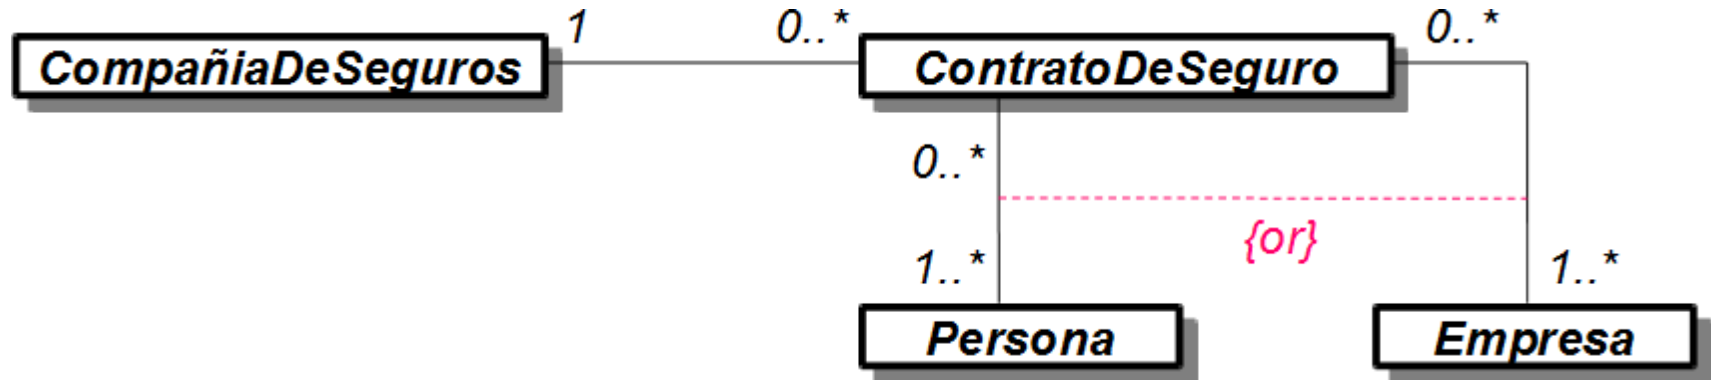 1
0..*
0..*
CompañiaDeSeguros
ContratoDeSeguro
0..*
{or}
1..*
1..*
Persona
Empresa